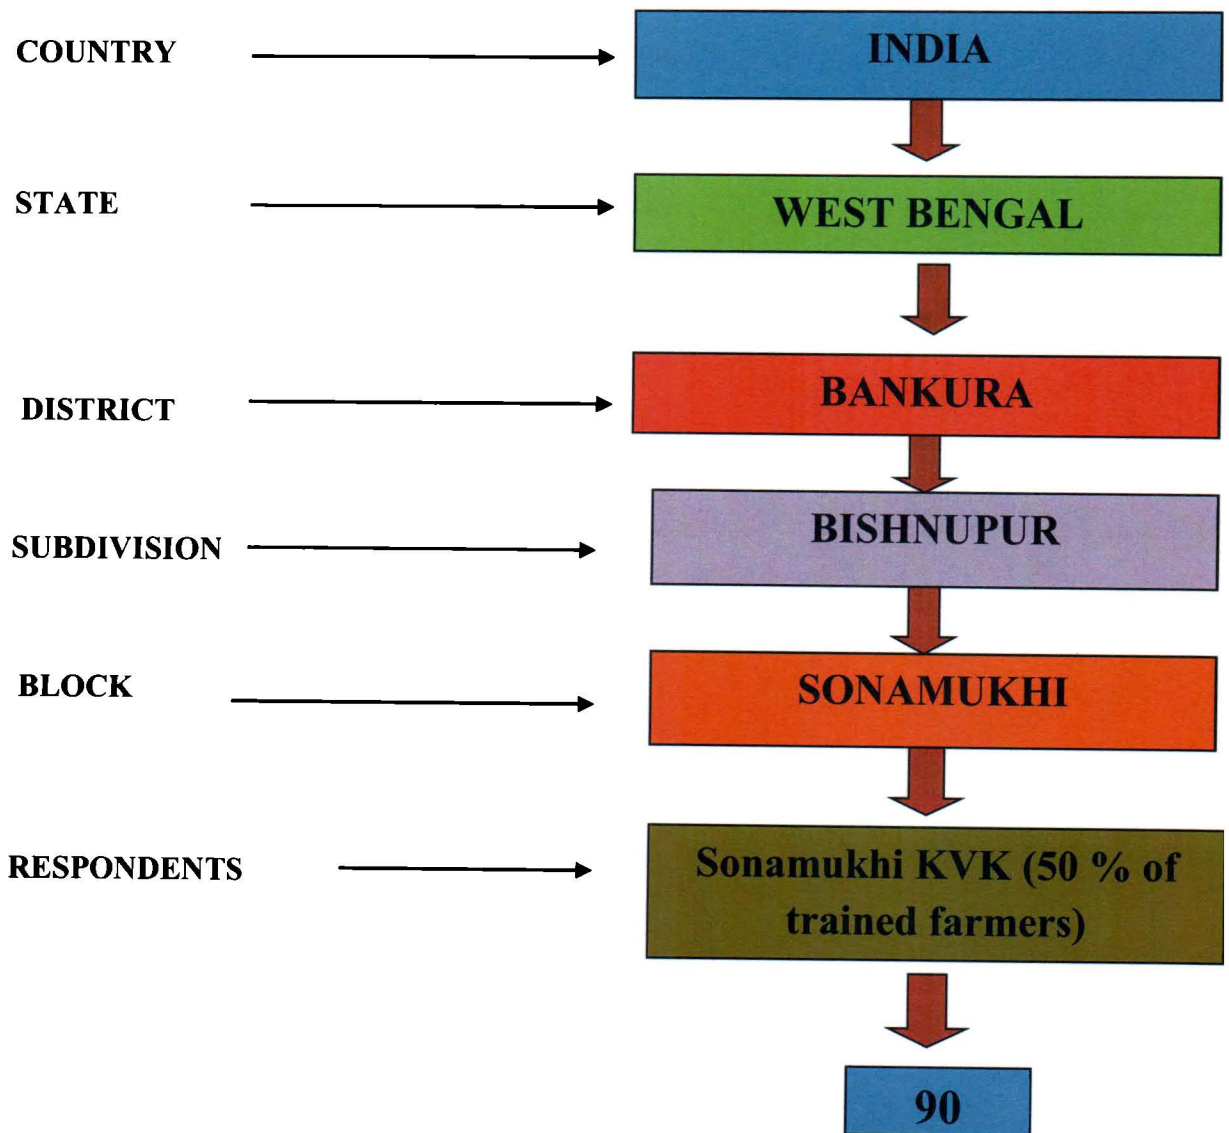 COUNTRY
INDIA
STATE
WEST BENGAL
DISTRICT
BANKURA
SUBDIVISION
BISHNUPUR
BLOCK
SONAMUKHI
RESPONDENTS
Sonamukhi KVK (50 % of
trained farmers)
90